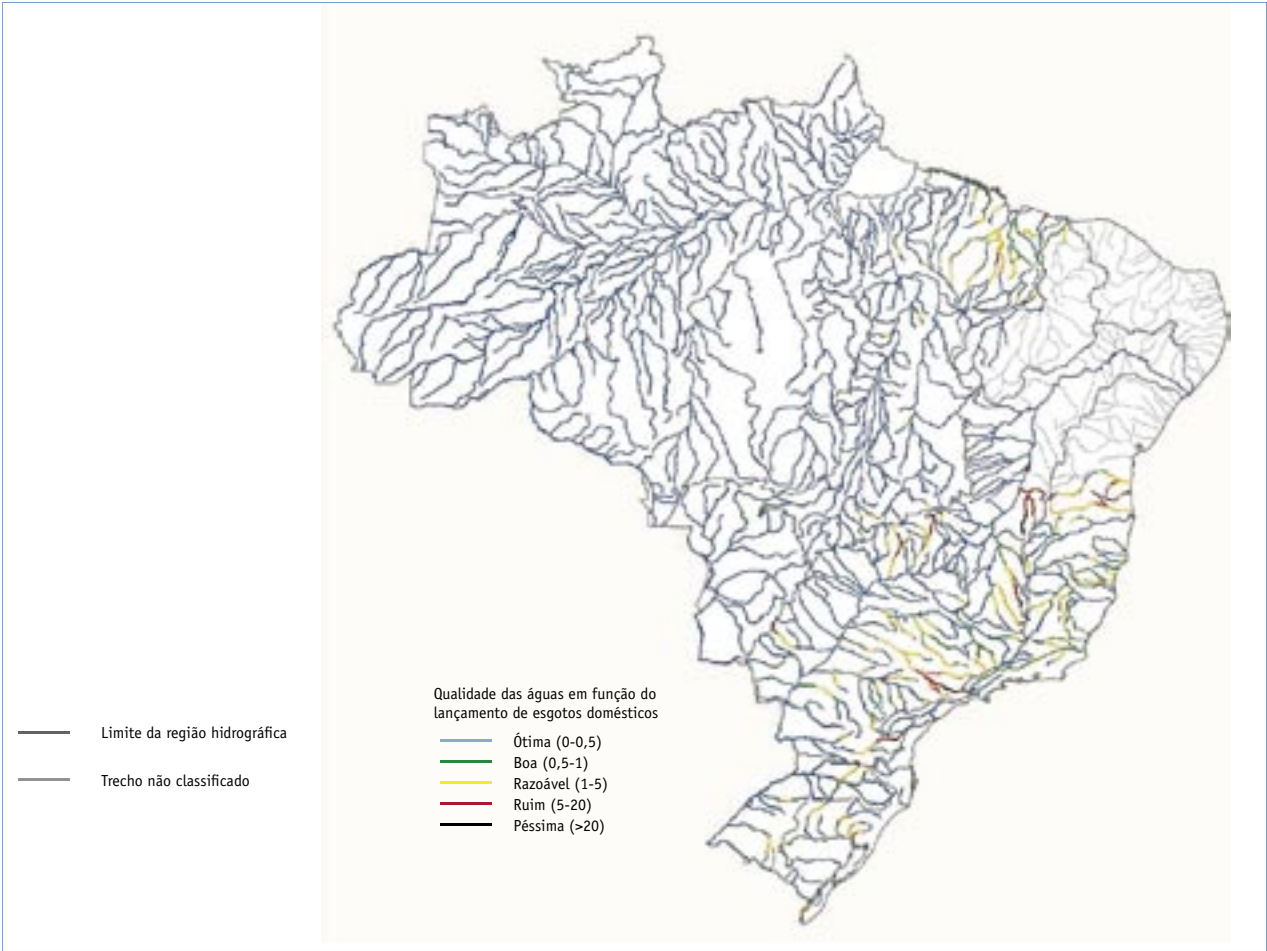 Qualidade das águas em função do
lançamento de esgotos domésticos
Ótima (0-0,5)
Boa (0,5-1)
Razoável (1-5)
Ruim (5-20)
Péssima (>20)
Limite da região hidrográfica
Trecho não classificado